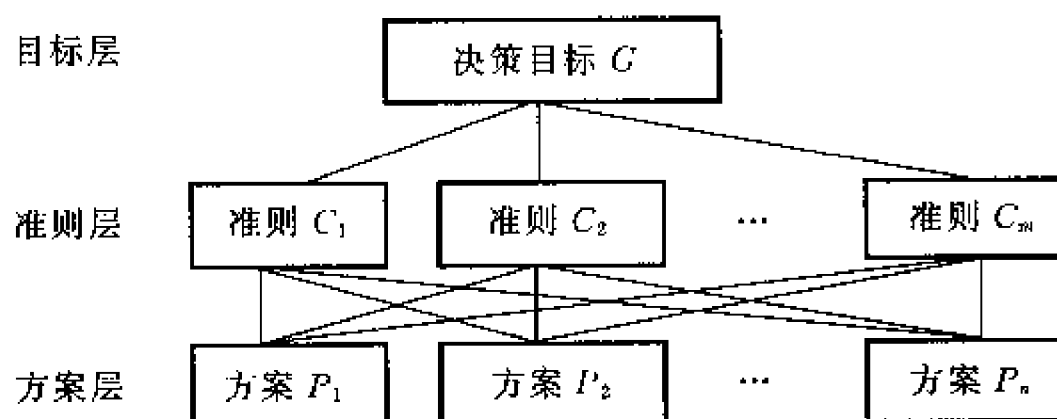 目标层
决策目标 G
准则层
准则 C₁
准则 C₂
…
准则 Cₘ
方案层
方案 P₁
方案 P₂
…
方案 Pₙ